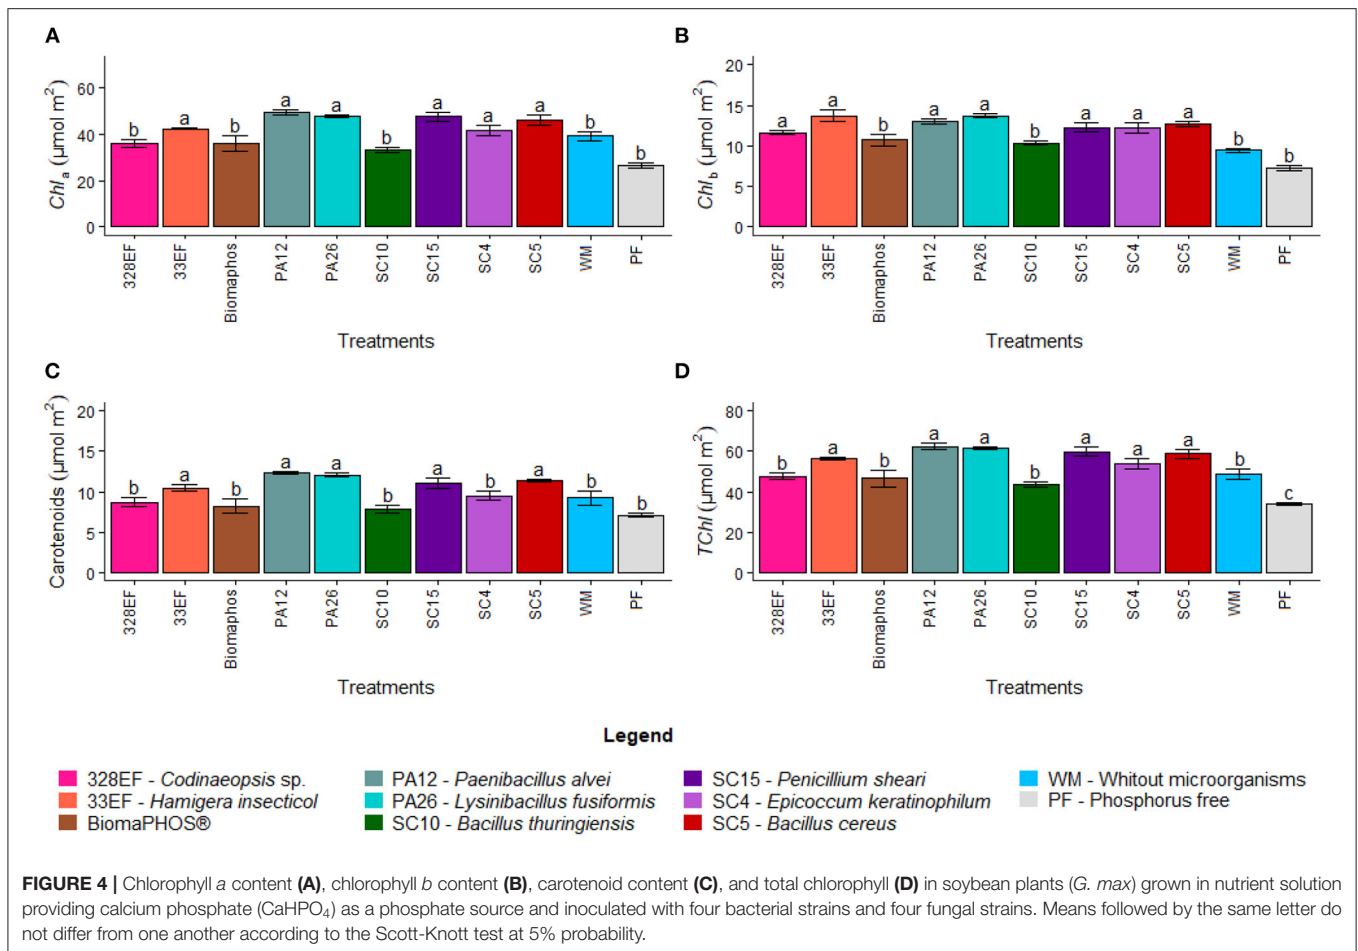 A
Chl a (µmol m²)
60
40
20
0
b
a
b
a
a
b
a
a
a
b
b
328EF
33EF
Biomaphos
PA12
PA26
SC10
SC15
SC4
SC5
WM
PF
Treatments
B
Chl b (µmol m²)
20
15
10
5
0
a
a
b
a
a
b
a
a
a
b
b
328EF
33EF
Biomaphos
PA12
PA26
SC10
SC15
SC4
SC5
WM
PF
Treatments
C
Carotenoids (µmol m²)
20
15
10
5
0
b
a
b
a
a
b
a
b
a
b
b
328EF
33EF
Biomaphos
PA12
PA26
SC10
SC15
SC4
SC5
WM
PF
Treatments
D
TChl (µmol m²)
80
60
40
20
0
b
a
b
a
a
b
a
a
a
b
c
328EF
33EF
Biomaphos
PA12
PA26
SC10
SC15
SC4
SC5
WM
PF
Treatments
Legend
328EF - Codinaeopsis sp.
33EF - Hamigera insecticol
BiomaPHOS®
PA12 - Paenibacillus alvei
PA26 - Lysinibacillus fusiformis
SC10 - Bacillus thuringiensis
SC15 - Penicillium sheari
SC4 - Epicoccum keratinophilum
SC5 - Bacillus cereus
WM - Whitout microorganisms
PF - Phosphorus free
FIGURE 4 | Chlorophyll a content (A), chlorophyll b content (B), carotenoid content (C), and total chlorophyll (D) in soybean plants (G. max) grown in nutrient solution
providing calcium phosphate (CaHPO₄) as a phosphate source and inoculated with four bacterial strains and four fungal strains. Means followed by the same letter do
not differ from one another according to the Scott-Knott test at 5% probability.